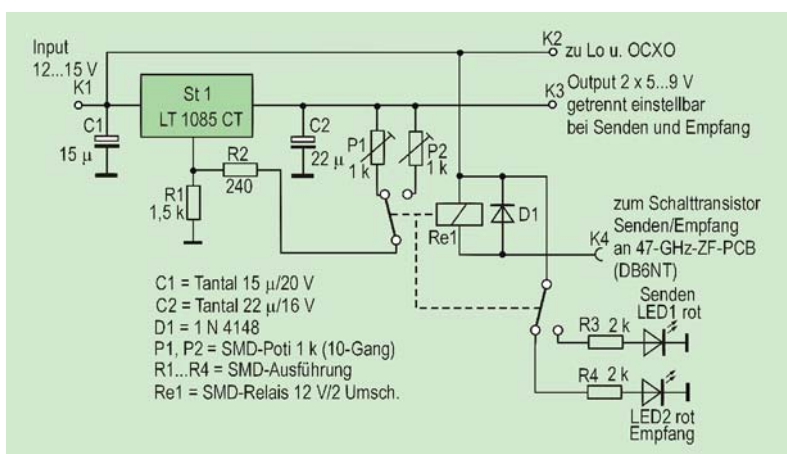 Input
12...15 V
K1
C1
15 µ
St 1
LT 1085 CT
R1
1,5 k
R2
240
C2
22 µ
P1
1 k
P2
1 k
Re1
D1
K2
zu Lo u. OCXO
K3
Output 2 x 5...9 V
getrennt einstellbar
bei Senden und Empfang
K4
zum Schalttransistor
Senden/Empfang
an 47-GHz-ZF-PCB
(DB6NT)
Senden
LED1 rot
R3 2 k
R4 2 k
LED2 rot
Empfang
C1 = Tantal 15 µ/20 V
C2 = Tantal 22 µ/16 V
D1 = 1 N 4148
P1, P2 = SMD-Poti 1 k (10-Gang)
R1...R4 = SMD-Ausführung
Re1 = SMD-Relais 12 V/2 Umsch.